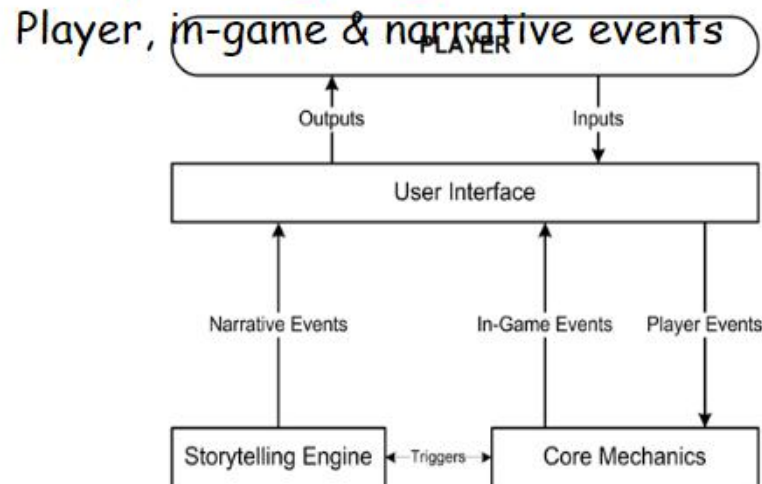 Player, in-game & narrative events
PLAYER
Outputs
Inputs
User Interface
Narrative Events
In-Game Events
Player Events
Storytelling Engine
Triggers
Core Mechanics